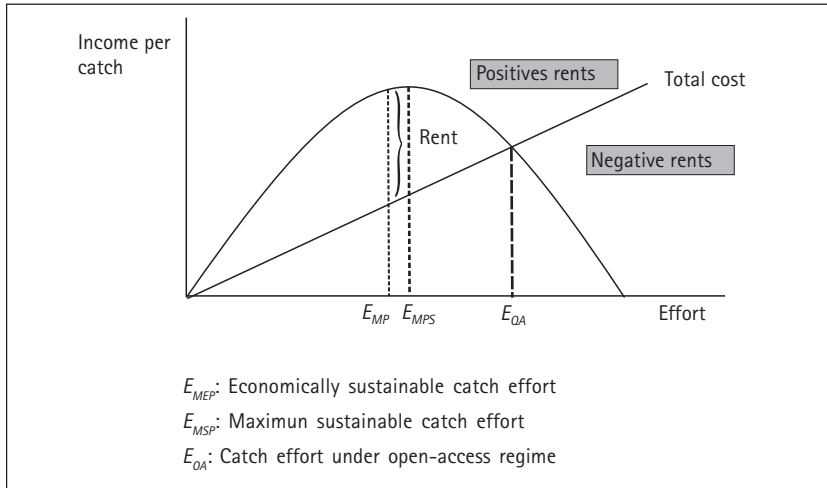 Income per
catch
Positives rents
Total cost
Rent
Negative rents
E_MP
E_MPS
E_OA
Effort
E_MEP: Economically sustainable catch effort
E_MSP: Maximun sustainable catch effort
E_OA: Catch effort under open-access regime